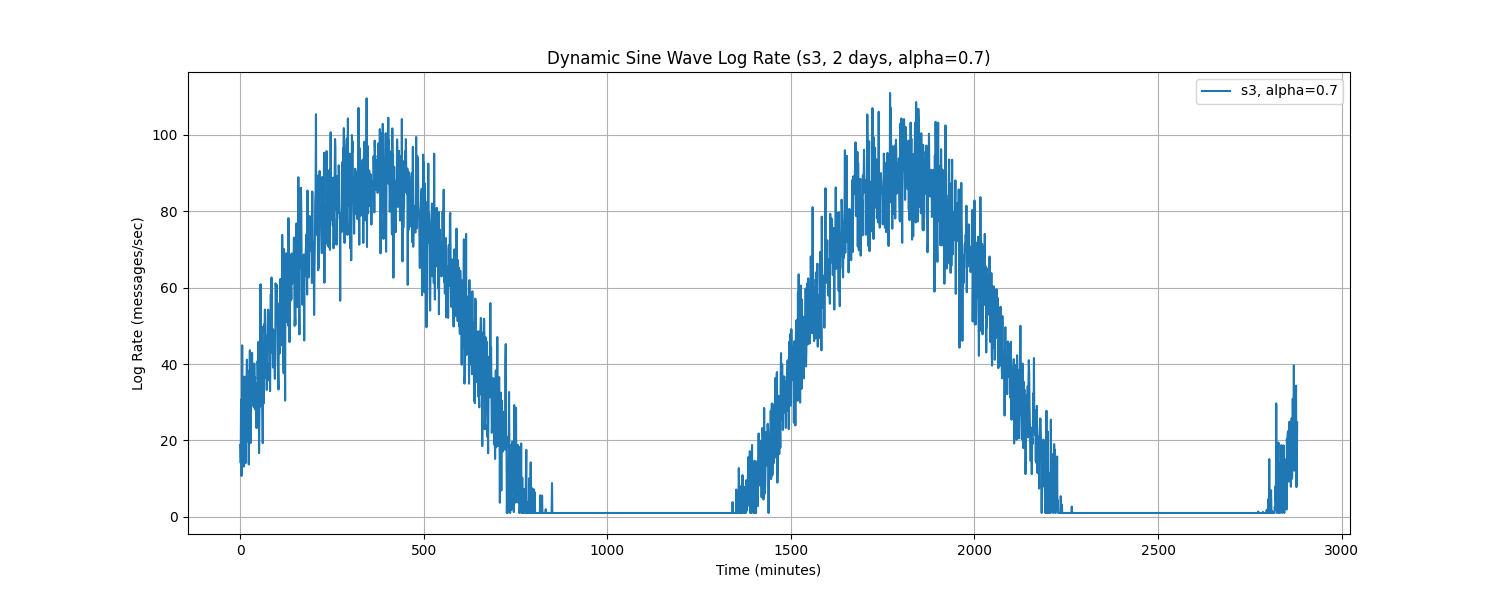 Dynamic Sine Wave Log Rate (s3, 2 days, alpha=0.7)
s3, alpha=0.7
Log Rate (messages/sec)
100
80
60
40
20
0
0 500 1000 1500 2000 2500 3000
Time (minutes)